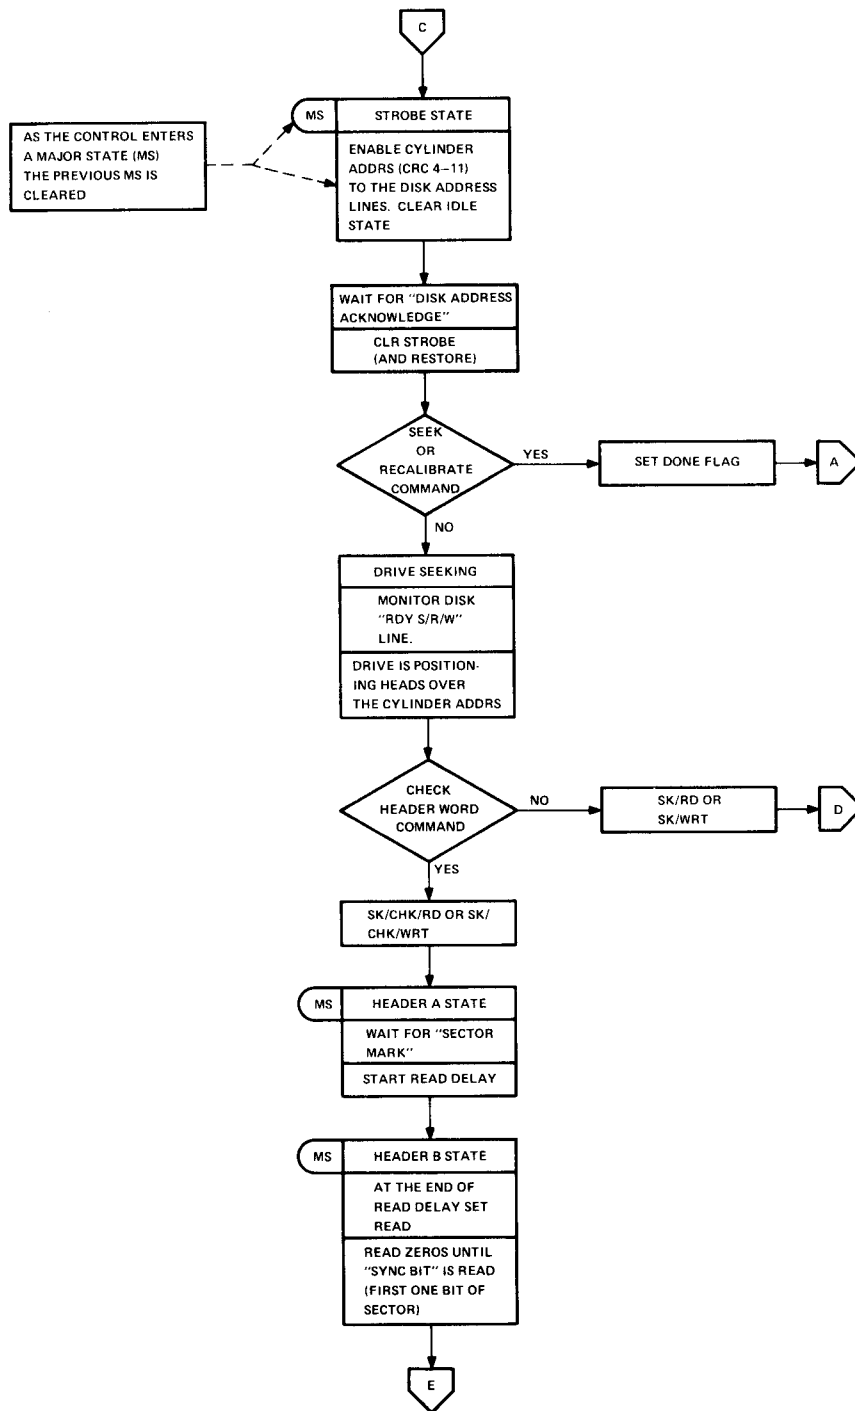 C
MS
STROBE STATE
AS THE CONTROL ENTERS
A MAJOR STATE (MS)
THE PREVIOUS MS IS
CLEARED
ENABLE CYLINDER
ADDRS (CRC 4–11)
TO THE DISK ADDRESS
LINES. CLEAR IDLE
STATE
WAIT FOR "DISK ADDRESS
ACKNOWLEDGE"
CLR STROBE
(AND RESTORE)
SEEK
OR
RECALIBRATE
COMMAND
YES
SET DONE FLAG
A
NO
DRIVE SEEKING
MONITOR DISK
"RDY S/R/W"
LINE.
DRIVE IS POSITION-
ING HEADS OVER
THE CYLINDER ADDRS
CHECK
HEADER WORD
COMMAND
NO
SK/RD OR
SK/WRT
D
YES
SK/CHK/RD OR SK/
CHK/WRT
MS
HEADER A STATE
WAIT FOR "SECTOR
MARK"
START READ DELAY
MS
HEADER B STATE
AT THE END OF
READ DELAY SET
READ
READ ZEROS UNTIL
"SYNC BIT" IS READ
(FIRST ONE BIT OF
SECTOR)
E